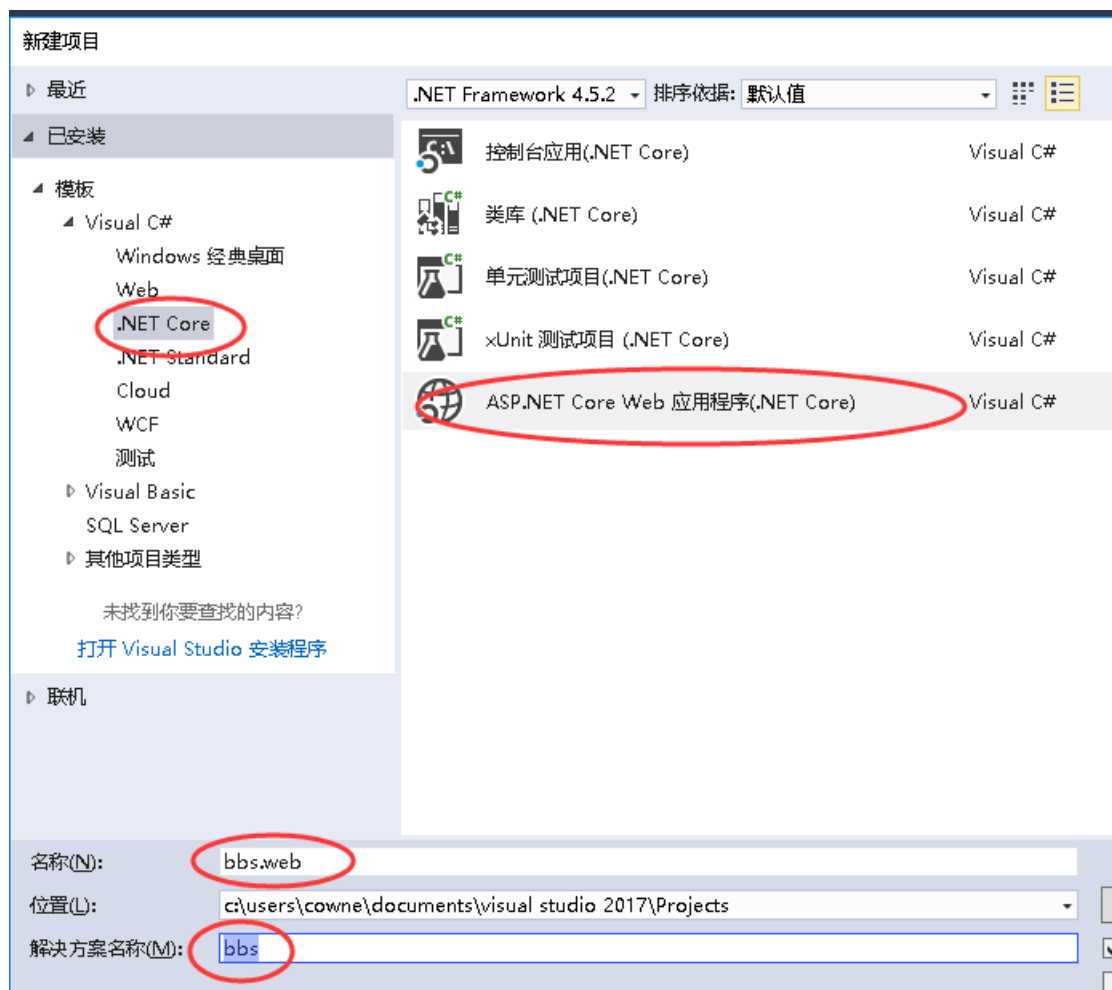 新建项目
最近
.NET Framework 4.5.2 排序依据: 默认值
已安装
模板
Visual C#
Windows 经典桌面
Web
.NET Core
.NET Standard
Cloud
WCF
测试
Visual Basic
SQL Server
其他项目类型
未找到你要查找的内容?
打开 Visual Studio 安装程序
联机
控制台应用(.NET Core) Visual C#
类库 (.NET Core) Visual C#
单元测试项目(.NET Core) Visual C#
xUnit 测试项目 (.NET Core) Visual C#
ASP.NET Core Web 应用程序(.NET Core) Visual C#
名称(N): bbs.web
位置(L): c:\users\cowne\documents\visual studio 2017\Projects
解决方案名称(M): bbs